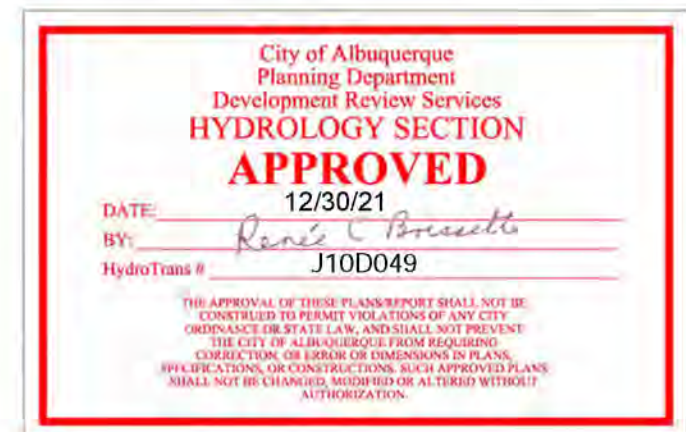 City of Albuquerque
Planning Department
Development Review Services
HYDROLOGY SECTION
APPROVED
DATE: 12/30/21
BY: Renée C Brissette
HydroTrans # J10D049
THE APPROVAL OF THESE PLANS/REPORT SHALL NOT BE
CONSTRUED TO PERMIT VIOLATIONS OF ANY CITY
ORDINANCE OR STATE LAW, AND SHALL NOT PREVENT
THE CITY OF ALBUQUERQUE FROM REQUIRING
CORRECTION, OR ERROR OR DIMENSIONS IN PLANS,
SPECIFICATIONS, OR CONSTRUCTIONS. SUCH APPROVED PLANS
SHALL NOT BE CHANGED, MODIFIED OR ALTERED WITHOUT
AUTHORIZATION.